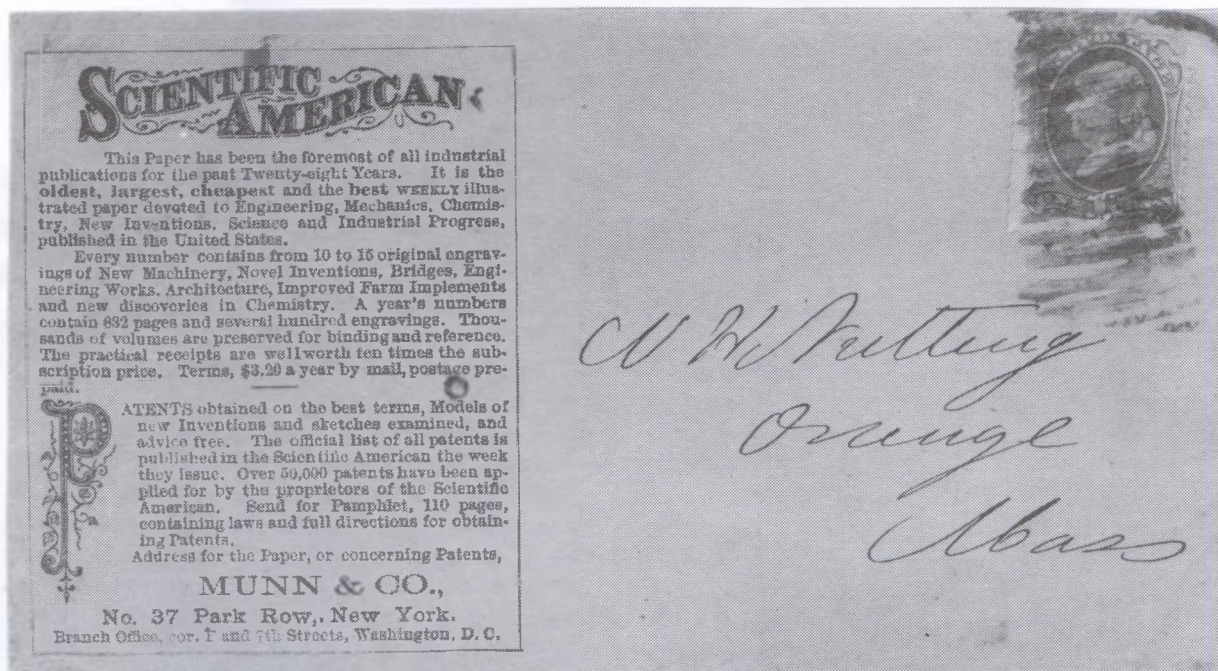 SCIENTIFIC
AMERICAN
This Paper has been the foremost of all industrial
publications for the past Twenty-eight Years. It is the
oldest, largest, cheapest and the best WEEKLY illus-
trated paper devoted to Engineering, Mechanics, Chemis-
try, New Inventions, Science and Industrial Progress,
published in the United States.
Every number contains from 10 to 15 original engrav-
ings of New Machinery, Novel Inventions, Bridges, Engi-
neering Works, Architecture, Improved Farm Implements
and new discoveries in Chemistry. A year's numbers
contain 832 pages and several hundred engravings. Thou-
sands of volumes are preserved for binding and reference.
The practical receipts are well worth ten times the sub-
scription price. Terms, $3,20 a year by mail, postage pre-
paid.
PATENTS obtained on the best terms, Models of
new Inventions and sketches examined, and
advice free. The official list of all patents is
published in the Scientific American the week
they issue. Over 50,000 patents have been ap-
plied for by the proprietors of the Scientific
American. Send for Pamphlet, 110 pages,
containing laws and full directions for obtain-
ing Patents.
Address for the Paper, or concerning Patents,
MUNN & CO.,
No. 37 Park Row, New York.
Branch Office, cor. F and 7th Streets, Washington, D. C.
N H Nutting
Orange
Mass